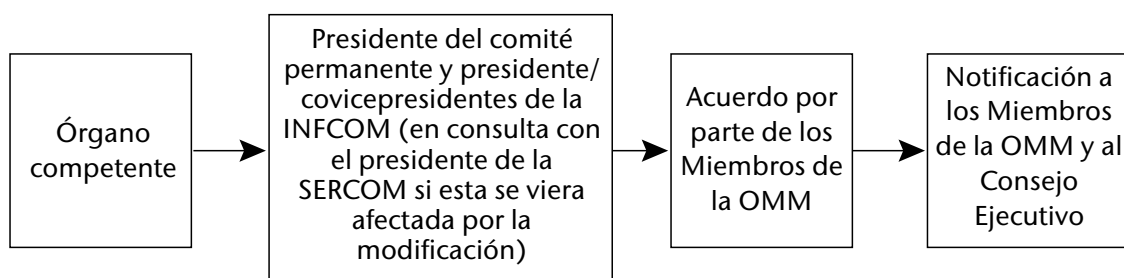 Órgano
competente
Presidente del comité
permanente y presidente/
covicepresidentes de la
INFCOM (en consulta con
el presidente de la
SERCOM si esta se viera
afectada por la
modificación)
Acuerdo por
parte de los
Miembros de
la OMM
Notificación a
los Miembros
de la OMM y al
Consejo
Ejecutivo